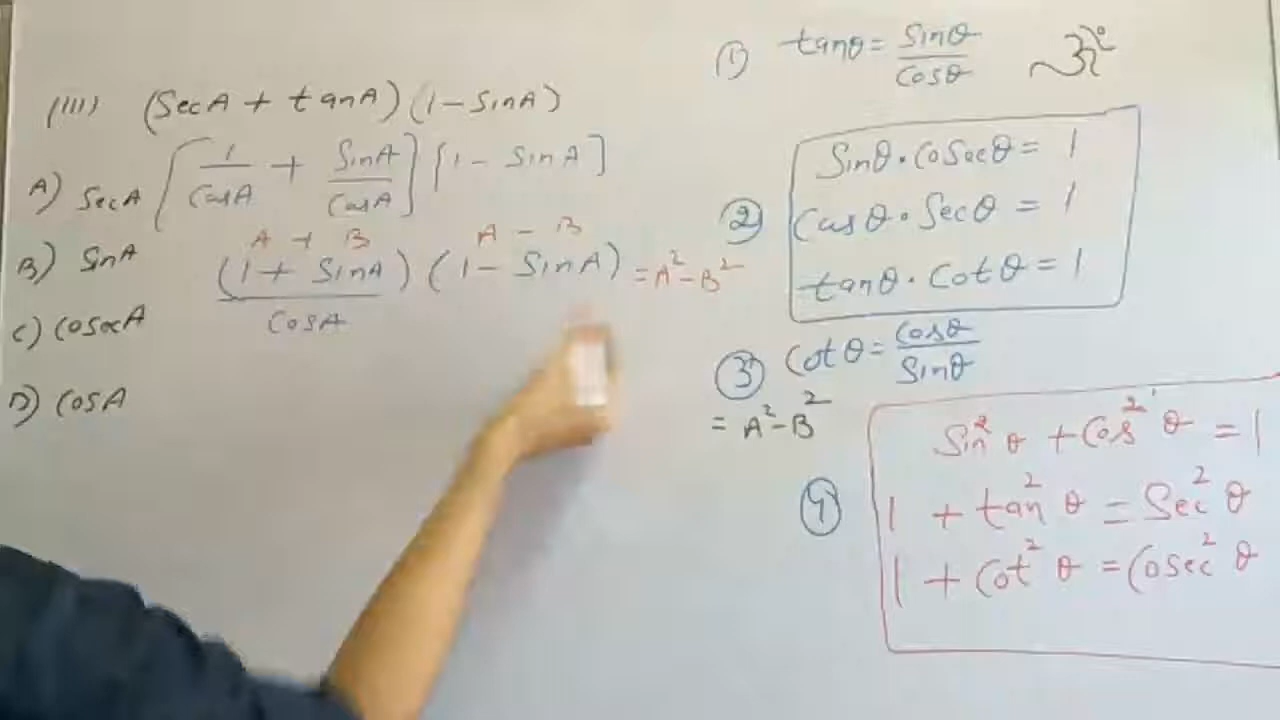 (III) (SecA + tanA) (1 - SinA)
A) SecA [1/CosA + SinA/CosA] [1 - SinA]
A + B A - B
B) SinA (1 + SinA) (1 - SinA) = A² - B²
CosA
C) CosecA
D) CosA
1) tanθ = Sinθ/Cosθ
2) Sinθ . Cosecθ = 1
Cosθ . Secθ = 1
tanθ . Cotθ = 1
3) Cotθ = Cosθ/Sinθ
= A² - B²
4) Sin²θ + Cos²θ = 1
1 + tan²θ = Sec²θ
1 + Cot²θ = Cosec²θ